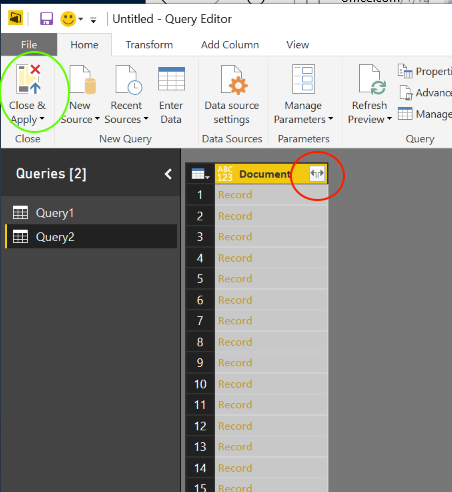 Untitled - Query Editor
File Home Transform Add Column View
Close & Apply
New Source
Recent Sources
Enter Data
Data source settings
Manage Parameters
Refresh Preview
Properti
Advance
Manage
Close New Query Data Sources Parameters Query
Queries [2]
Query1
Query2
ABC 123 Document
1 Record
2 Record
3 Record
4 Record
5 Record
6 Record
7 Record
8 Record
9 Record
10 Record
11 Record
12 Record
13 Record
14 Record
15 Record